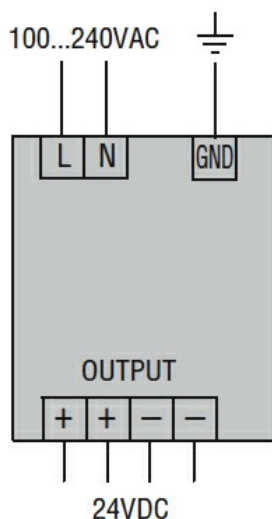 100...240VAC
L N GND
OUTPUT
+ + − −
24VDC